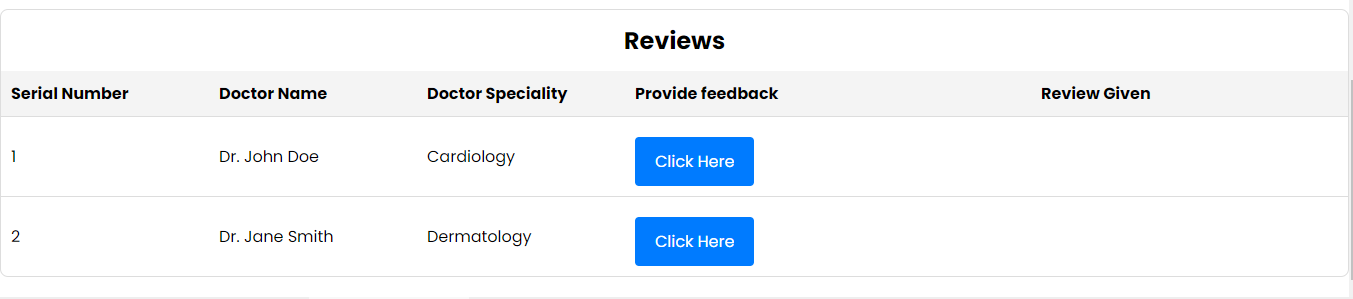 Reviews
Serial Number Doctor Name Doctor Speciality Provide feedback Review Given
1 Dr. John Doe Cardiology Click Here
2 Dr. Jane Smith Dermatology Click Here